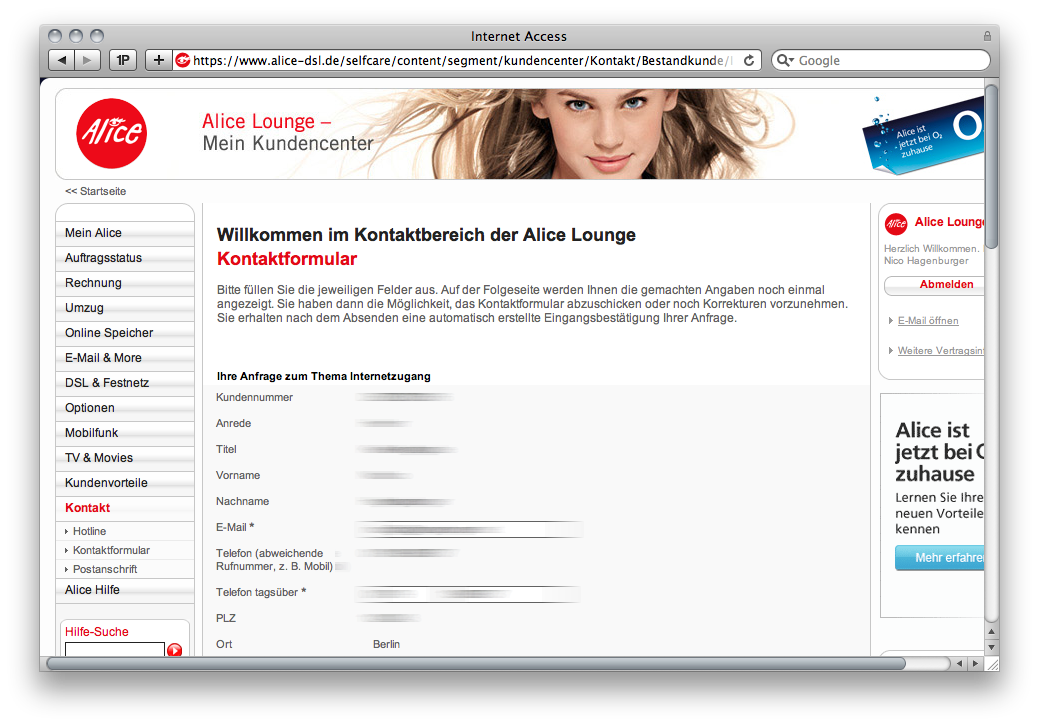 Internet Access
1P
+
https://www.alice-dsl.de/selfcare/content/segment/kundencenter/Kontakt/Bestandkunde/
Google
Alice
Alice Lounge –
Mein Kundencenter
Alice ist
jetzt bei O2
zuhause
O
<< Startseite
Mein Alice
Auftragsstatus
Rechnung
Umzug
Online Speicher
E-Mail & More
DSL & Festnetz
Optionen
Mobilfunk
TV & Movies
Kundenvorteile
Kontakt
Hotline
Kontaktformular
Postanschrift
Alice Hilfe
Hilfe-Suche
Willkommen im Kontaktbereich der Alice Lounge
Kontaktformular
Bitte füllen Sie die jeweiligen Felder aus. Auf der Folgeseite werden Ihnen die gemachten Angaben noch einmal
angezeigt. Sie haben dann die Möglichkeit, das Kontaktformular abzuschicken oder noch Korrekturen vorzunehmen.
Sie erhalten nach dem Absenden eine automatisch erstellte Eingangsbestätigung Ihrer Anfrage.
Ihre Anfrage zum Thema Internetzugang
Kundennummer
Anrede
Titel
Vorname
Nachname
E-Mail *
Telefon (abweichende
Rufnummer, z. B. Mobil)
Telefon tagsüber *
PLZ
Ort Berlin
Alice
Alice Lounge
Herzlich Willkommen.
Nico Hagenburger
Abmelden
E-Mail öffnen
Weitere Vertragsin
Alice ist
jetzt bei
zuhause
Lernen Sie Ihre
neuen Vorteile
kennen
Mehr erfahre